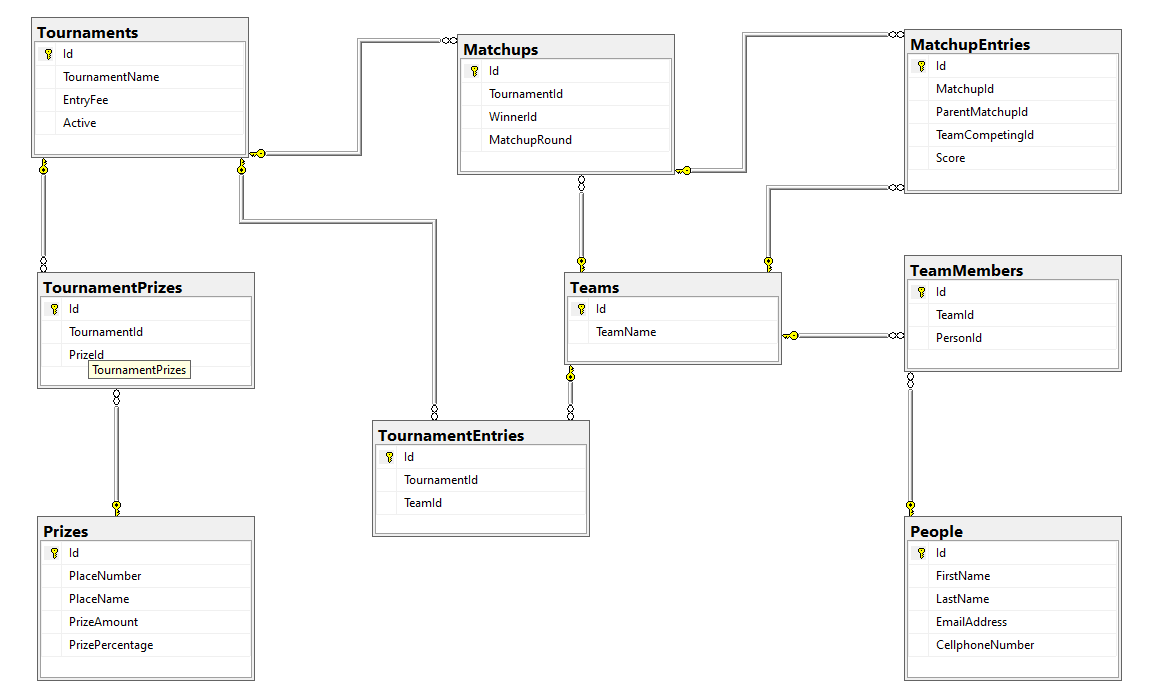 Tournaments
Id
TournamentName
EntryFee
Active
Matchups
Id
TournamentId
WinnerId
MatchupRound
MatchupEntries
Id
MatchupId
ParentMatchupId
TeamCompetingId
Score
TournamentPrizes
Id
TournamentId
PrizeId
TournamentPrizes
Teams
Id
TeamName
TeamMembers
Id
TeamId
PersonId
TournamentEntries
Id
TournamentId
TeamId
Prizes
Id
PlaceNumber
PlaceName
PrizeAmount
PrizePercentage
People
Id
FirstName
LastName
EmailAddress
CellphoneNumber